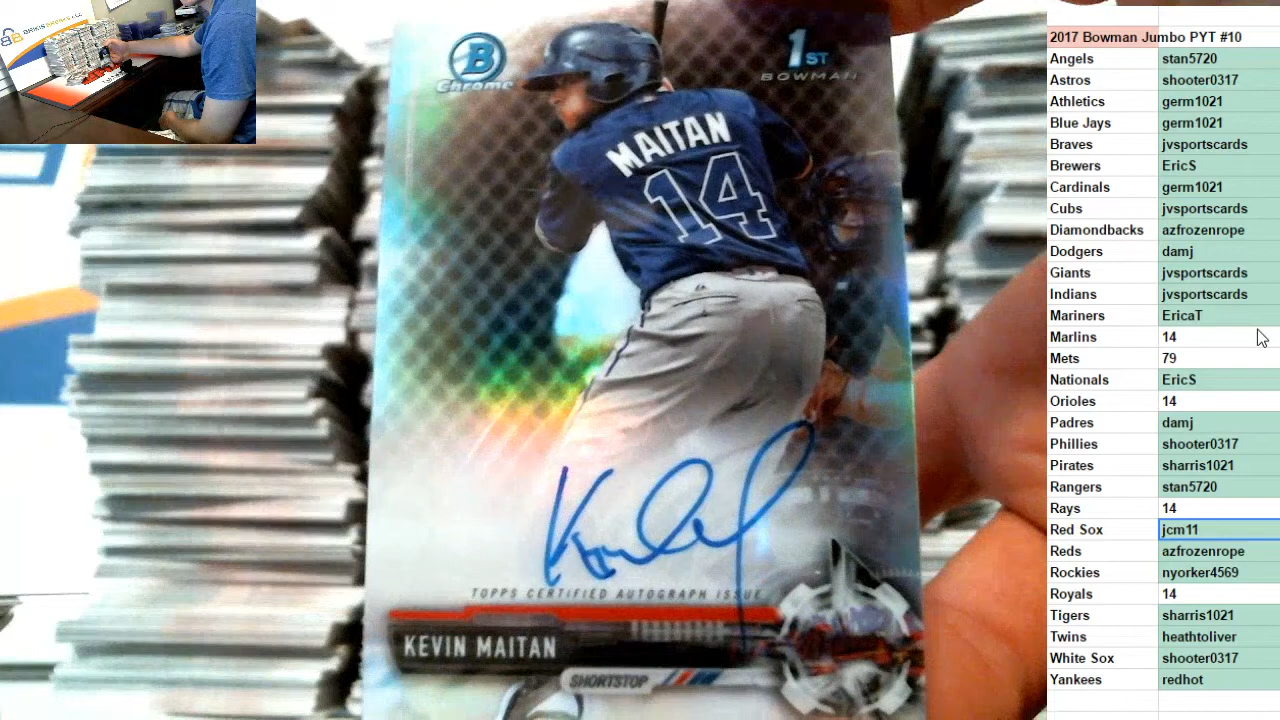 B
Chrome
1ST
BOWMAN
MAITAN
14
TOPPS CERTIFIED AUTOGRAPH ISSUE
KEVIN MAITAN
SHORTSTOP
2017 Bowman Jumbo PYT #10
Angels stan5720
Astros shooter0317
Athletics germ1021
Blue Jays germ1021
Braves jvsportscards
Brewers EricS
Cardinals germ1021
Cubs jvsportscards
Diamondbacks azfrozenrope
Dodgers damj
Giants jvsportscards
Indians jvsportscards
Mariners EricaT
Marlins 14
Mets 79
Nationals EricS
Orioles 14
Padres damj
Phillies shooter0317
Pirates sharris1021
Rangers stan5720
Rays 14
Red Sox jcm11
Reds azfrozenrope
Rockies nyorker4569
Royals 14
Tigers sharris1021
Twins heathtoliver
White Sox shooter0317
Yankees redhot